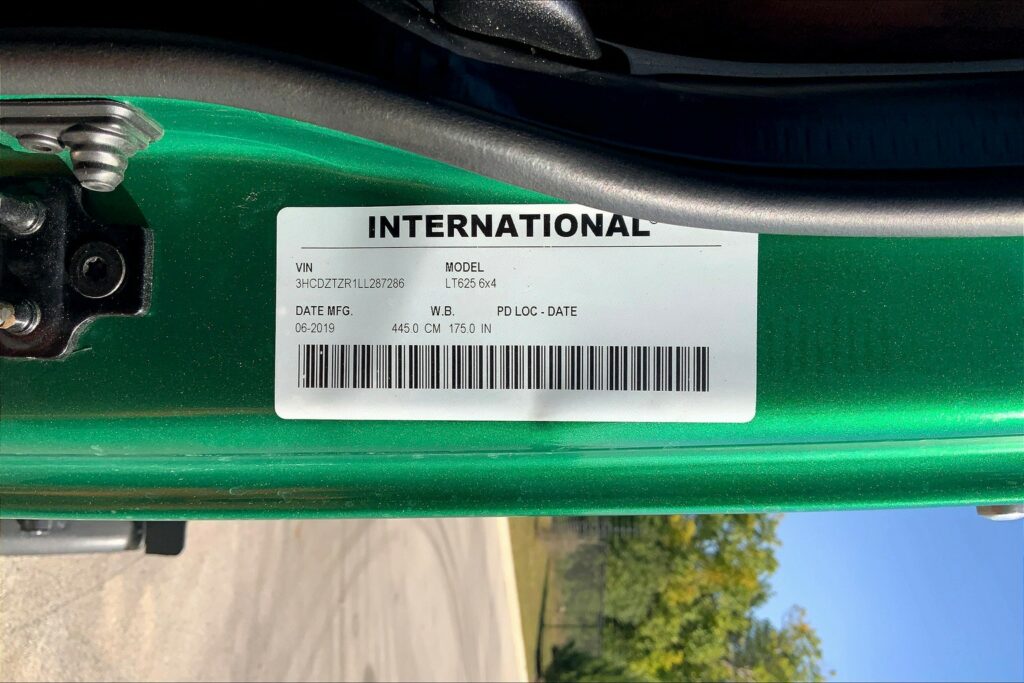 INTERNATIONAL®
VIN MODEL
3HCDZTZR1LL287286 LT625 6x4
DATE MFG. W.B. PD LOC - DATE
06-2019 445.0 CM 175.0 IN